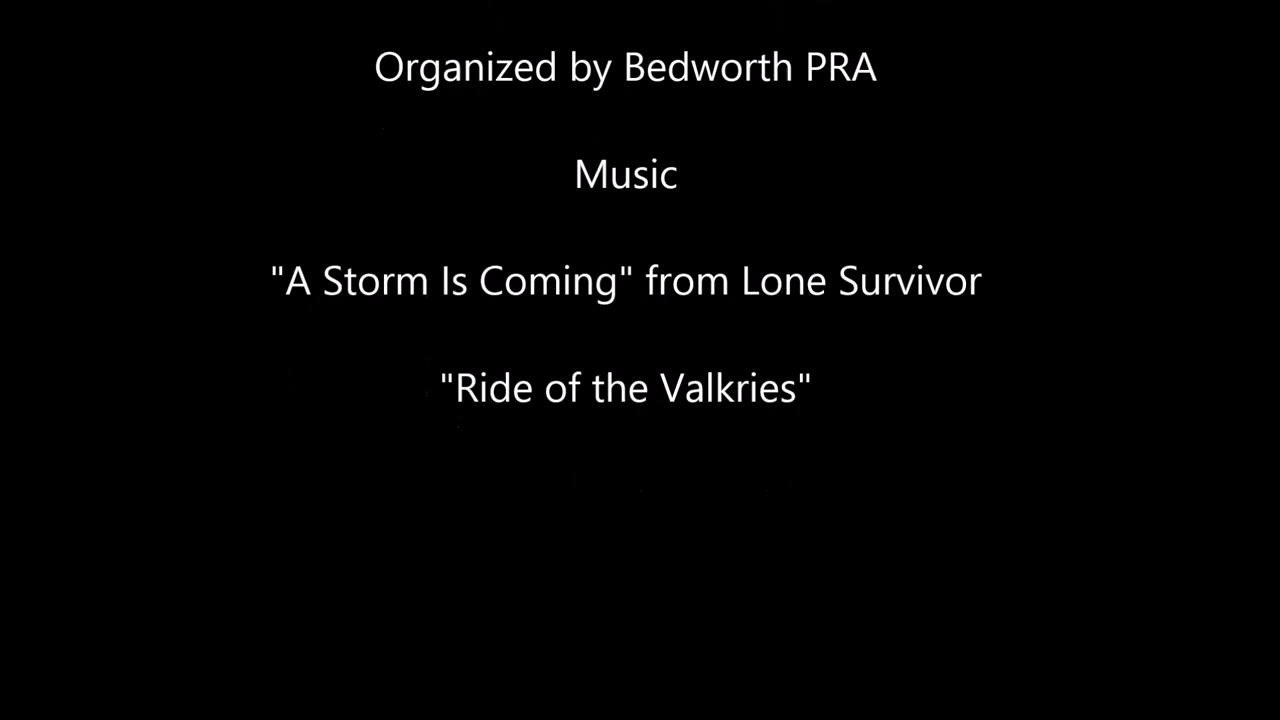 Organized by Bedworth PRA
Music
"A Storm Is Coming" from Lone Survivor
"Ride of the Valkries"